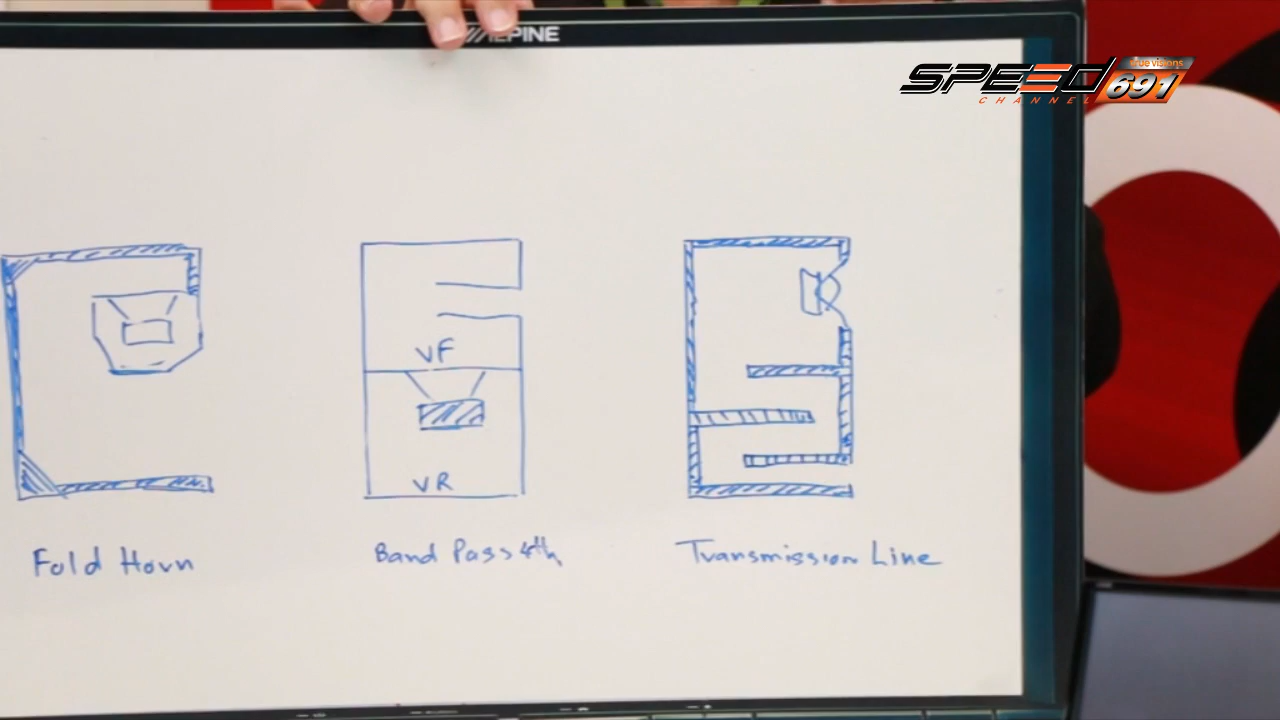 ALPINE
SPEED
CHANNEL
true visions
691
VF
VR
Fold Horn
Band Pass 4th
Transmission Line